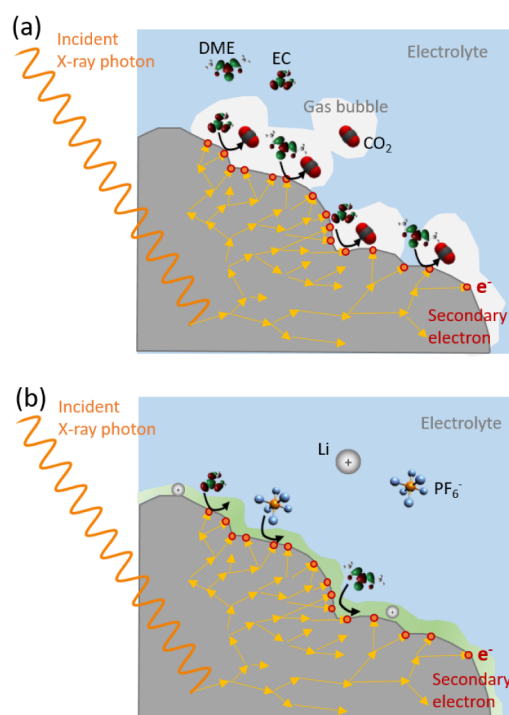 (a)
Incident
X-ray photon
DME
EC
Electrolyte
Gas bubble
CO2
e-
Secondary
electron
(b)
Incident
X-ray photon
Electrolyte
Li
+
PF6-
+
+
e-
Secondary
electron